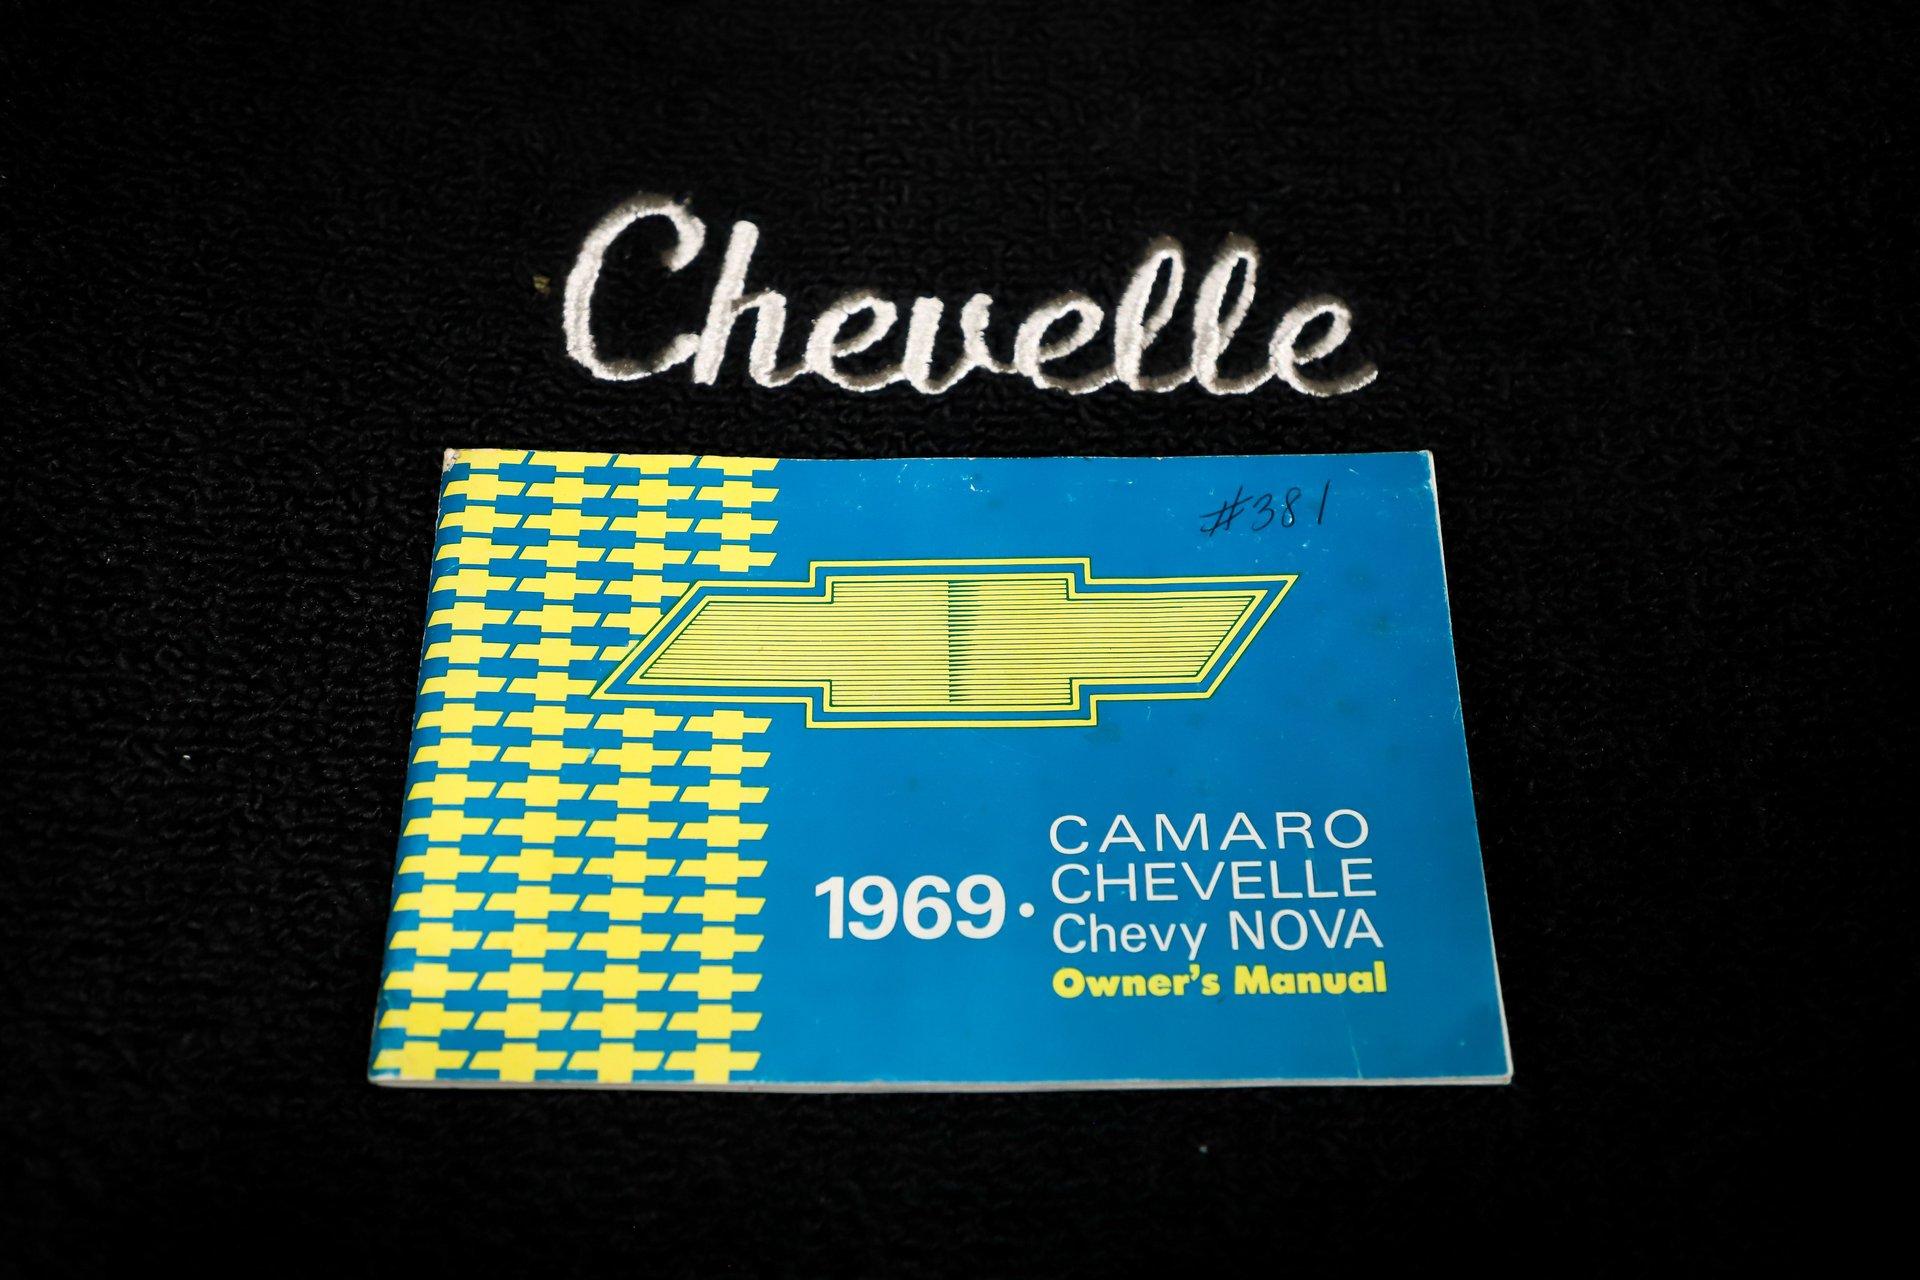 Chevelle
#381
CAMARO
CHEVELLE
1969 · Chevy NOVA
Owner's Manual